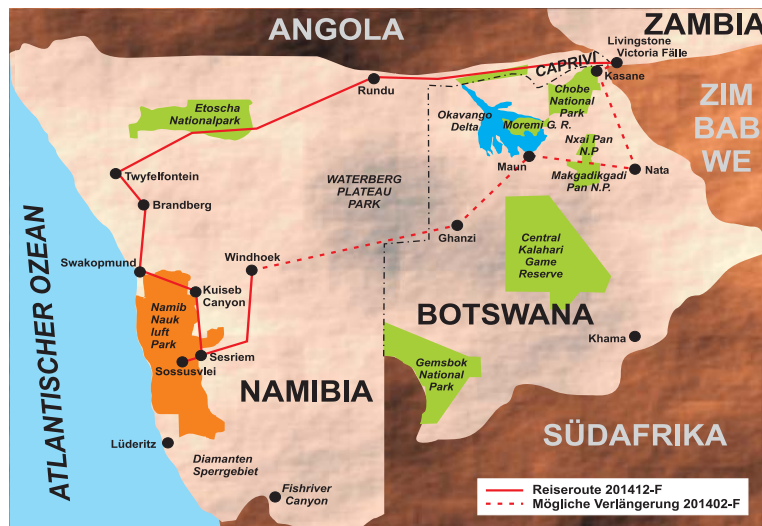 ANGOLA
ZAMBIA
Livingstone
Victoria Fälle
CAPRIVI
Kasane
Rundu
Chobe
National
Park
ZIM
BAB
WE
Etoscha
Nationalpark
Okavango
Delta
Moremi G. R.
Nxai Pan
N.P
Maun
Nata
Makgadikgadi
Pan N.P.
Twyfelfontein
WATERBERG
PLATEAU
PARK
Brandberg
Ghanzi
Windhoek
Swakopmund
Central
Kalahari
Game
Reserve
Kuiseb
Canyon
Namib
Nauk
luft
Park
BOTSWANA
Khama
Sesriem
Sossusvlei
Gemsbok
National
Park
NAMIBIA
ATLANTISCHER OZEAN
SÜDAFRIKA
Lüderitz
Diamanten
Sperrgebiet
Fishriver
Canyon
Reiseroute 201412-F
Mögliche Verlängerung 201402-F